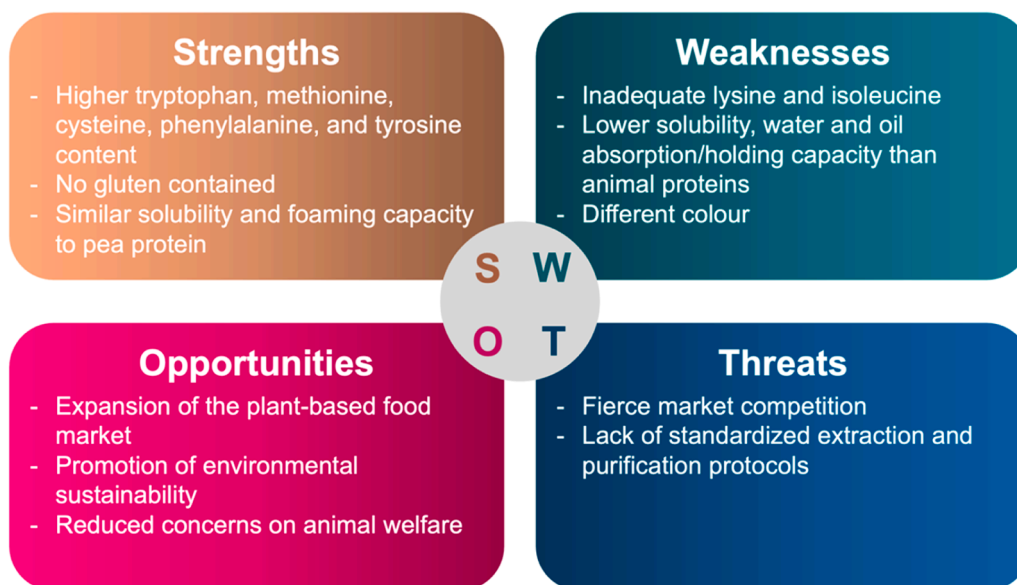 Strengths
- Higher tryptophan, methionine,
cysteine, phenylalanine, and tyrosine
content
- No gluten contained
- Similar solubility and foaming capacity
to pea protein
Weaknesses
- Inadequate lysine and isoleucine
- Lower solubility, water and oil
absorption/holding capacity than
animal proteins
- Different colour
S W
O T
Opportunities
- Expansion of the plant-based food
market
- Promotion of environmental
sustainability
- Reduced concerns on animal welfare
Threats
- Fierce market competition
- Lack of standardized extraction and
purification protocols